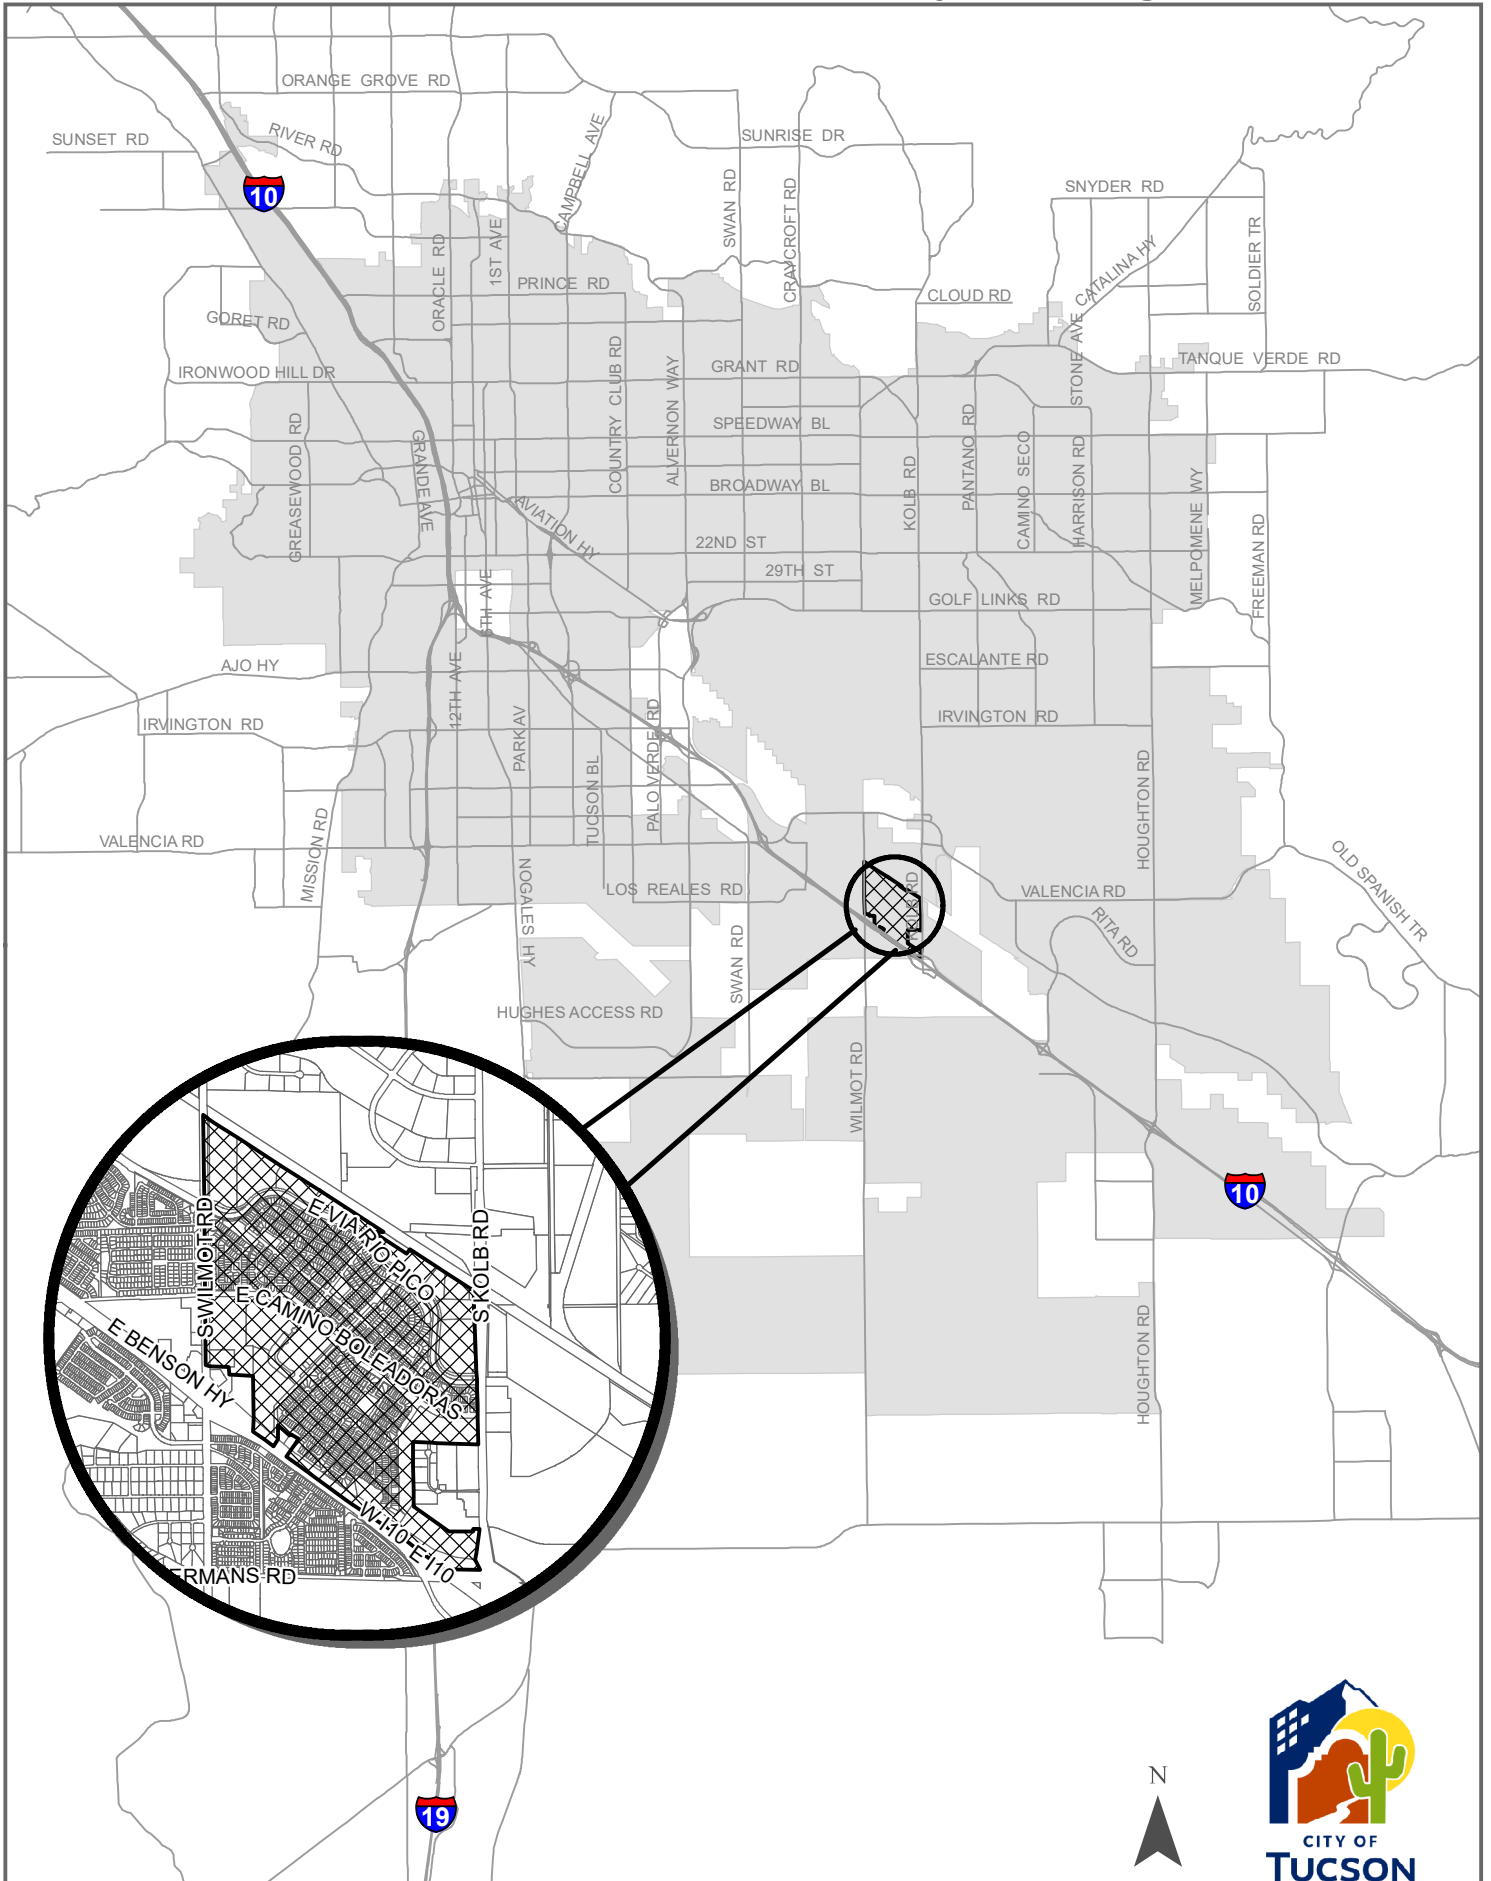 ORANGE GROVE RD
SUNSET RD
RIVER RD
CAMPBELL AVE
SUNRISE DR
10
SWAN RD
CRAYCROFT RD
SNYDER RD
SOLDIER TR
CATALINA HY
ORACLE RD
1ST AVE
PRINCE RD
CLOUD RD
GORET RD
STONE AVE
TANQUE VERDE RD
IRONWOOD HILL DR
COUNTRY CLUB RD
ALVERNON WAY
GRANT RD
GREASEWOOD RD
GRANDE AVE
SPEEDWAY BL
KOLB RD
PANTANO RD
CAMINO SECO
HARRISON RD
MELPOMENE WY
FREEMAN RD
BROADWAY BL
AVIATION HY
22ND ST
29TH ST
6TH AVE
GOLF LINKS RD
AJO HY
12TH AVE
ESCALANTE RD
IRVINGTON RD
PARKAV
PALO VERDE RD
IRVINGTON RD
TUCSON BL
HOUGHTON RD
VALENCIA RD
MISSION RD
NOGALES HY
LOS REALES RD
KOLB RD
VALENCIA RD
OLD SPANISH TR
RITA RD
SWAN RD
HUGHES ACCESS RD
WILMOT RD
10
HOUGHTON RD
E VIA RIO PICO
S WILMOT RD
S KOLB RD
E CAMINO BOLEADORAS
E BENSON HY
W I10 E I10
ERMANS RD
19
N
CITY OF
TUCSON